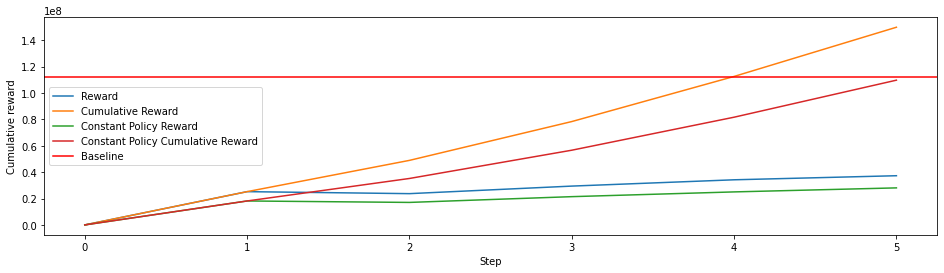 1e8
1.4
1.2
1.0
0.8
0.6
0.4
0.2
0.0
Cumulative reward
Reward
Cumulative Reward
Constant Policy Reward
Constant Policy Cumulative Reward
Baseline
0 1 2 3 4 5
Step